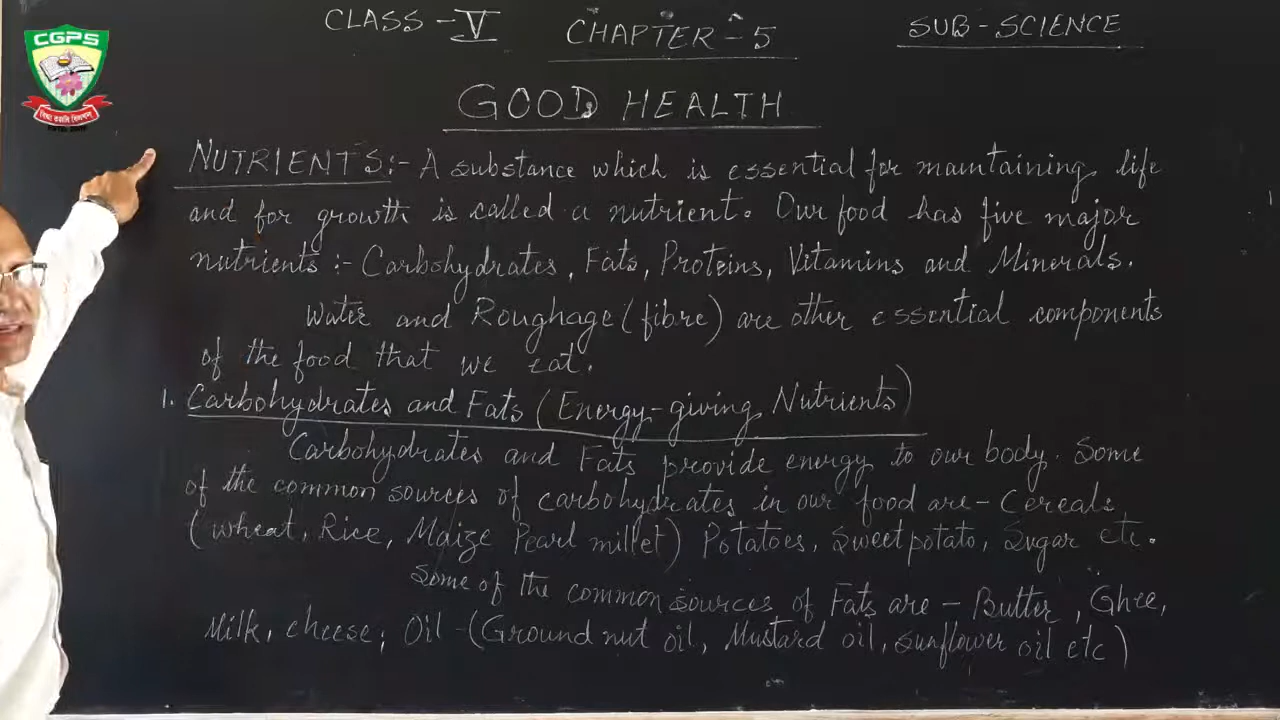 CGPS
CLASS - V
CHAPTER - 5
SUB - SCIENCE
GOOD HEALTH
NUTRIENTS :- A substance which is essential for maintaining life
and for growth is called a nutrient. Our food has five major
nutrients :- Carbohydrates, Fats, Proteins, Vitamins and Minerals.
Water and Roughage (fibre) are other essential components
of the food that we eat.
1. Carbohydrates and Fats (Energy-giving Nutrients)
Carbohydrates and Fats provide energy to our body. Some
of the common sources of carbohydrates in our food are - Cereals
(Wheat, Rice, Maize Pearl millet) Potatoes, Sweet potato, Sugar etc.
Some of the common sources of Fats are - Butter, Ghee,
Milk, cheese, Oil - (Ground nut oil, Mustard oil, Sunflower oil etc)